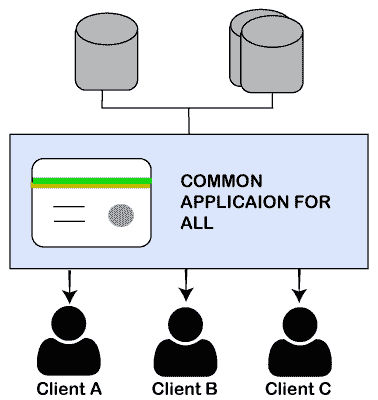 COMMON
APPLICAION FOR
ALL
Client A
Client B
Client C